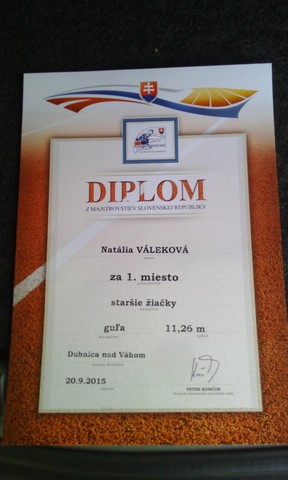 DIPLOM
Z MAJSTROVSTIEV SLOVENSKEJ REPUBLIKY
Natália VÁLEKOVÁ
za 1. miesto
staršie žiačky
guľa 11,26 m
Dubnica nad Váhom
20.9.2015
PETER KORČOK